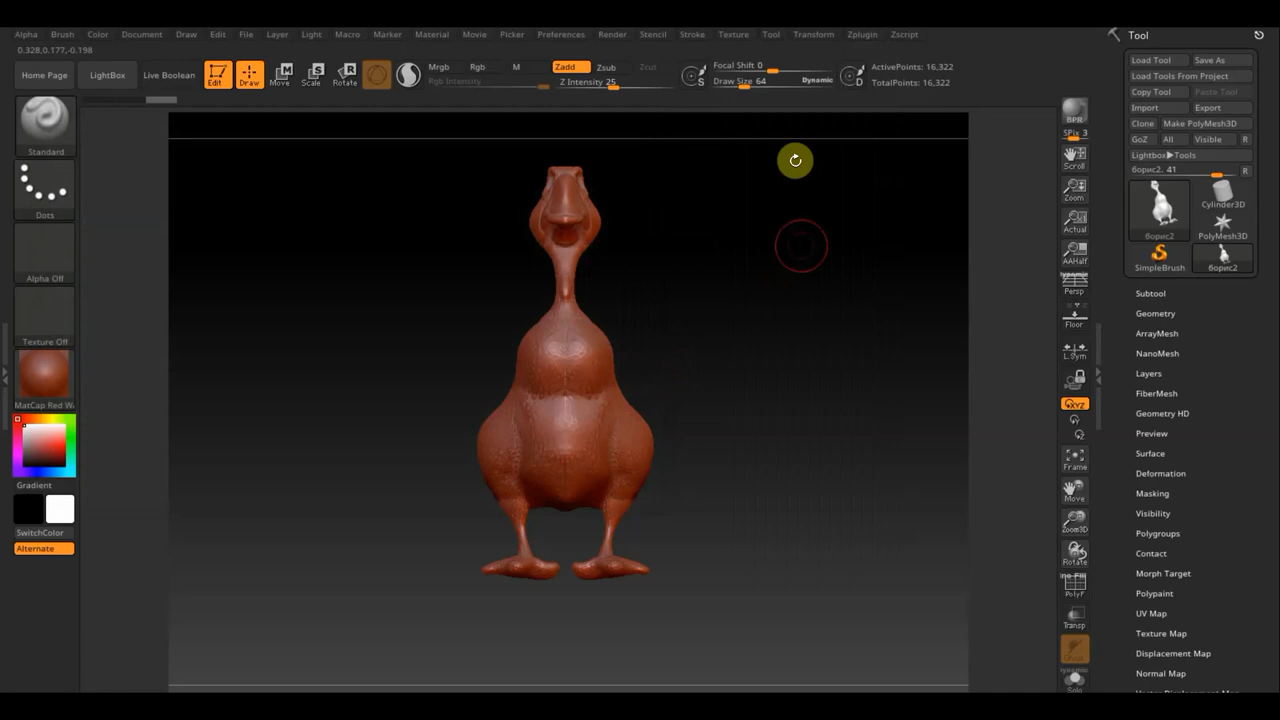 Alpha Brush Color Document Draw Edit File Layer Light Macro Marker Material Movie Picker Preferences Render Stencil Stroke Texture Tool Transform Zplugin Zscript
Tool
0.328,0.177,-0.198
Home Page LightBox Live Boolean Edit Draw Move Scale Rotate
Mrgb Rgb M Zadd Zsub Zcut
Rgb Intensity Z Intensity 25
Focal Shift 0
Draw Size 64 Dynamic
S D
ActivePoints: 16,322
TotalPoints: 16,322
Standard
Dots
Alpha Off
Texture Off
MatCap Red W
Gradient
SwitchColor
Alternate
BPR
SPix 3
Scroll
Zoom
Actual
AAHalf
Dynamic
Persp
Floor
L.Sym
XYZ
Frame
Move
Zoom3D
Rotate
PolyF
Transp
Solo
Load Tool Save As
Load Tools From Project
Copy Tool Paste Tool
Import Export
Clone Make PolyMesh3D
GoZ All Visible R
Lightbox▶Tools
борис2. 41 R
борис2 Cylinder3D
PolyMesh3D
SimpleBrush борис2
Subtool
Geometry
ArrayMesh
NanoMesh
Layers
FiberMesh
Geometry HD
Preview
Surface
Deformation
Masking
Visibility
Polygroups
Contact
Morph Target
Polypaint
UV Map
Texture Map
Displacement Map
Normal Map